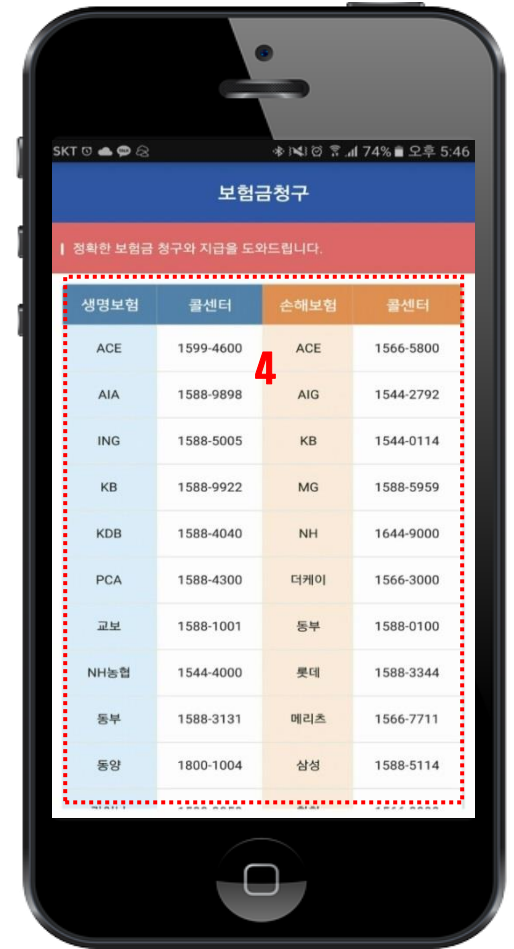 SKT 74% 오후 5:46
보험금청구
정확한 보험금 청구와 지급을 도와드립니다.
생명보험 콜센터 손해보험 콜센터
4
ACE 1599-4600 ACE 1566-5800
AIA 1588-9898 AIG 1544-2792
ING 1588-5005 KB 1544-0114
KB 1588-9922 MG 1588-5959
KDB 1588-4040 NH 1644-9000
PCA 1588-4300 더케이 1566-3000
교보 1588-1001 동부 1588-0100
NH농협 1544-4000 롯데 1588-3344
동부 1588-3131 메리츠 1566-7711
동양 1800-1004 삼성 1588-5114